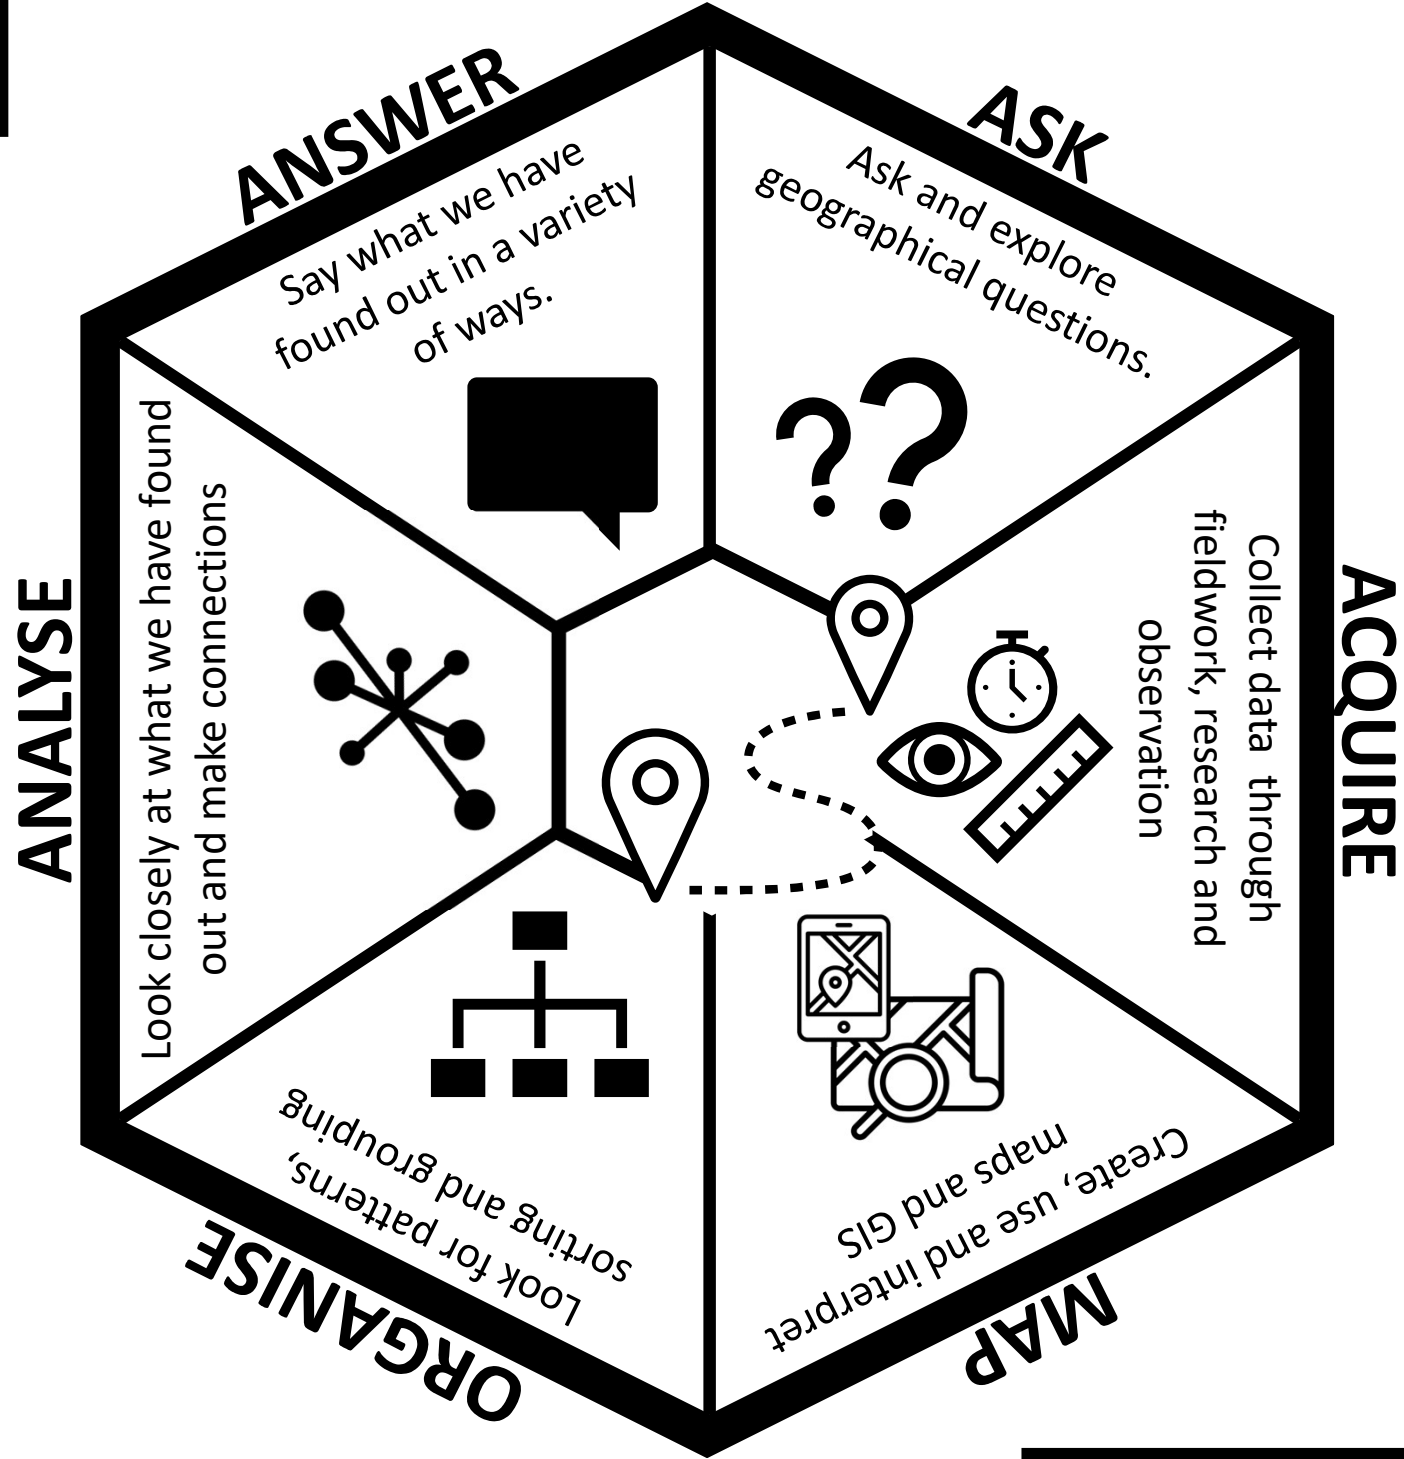 ASK
Ask and explore
geographical questions.
ACQUIRE
Collect data through
fieldwork, research and
observation
MAP
Create, use and interpret
maps and GIS
ORGANISE
Look for patterns,
sorting and grouping
ANALYSE
Look closely at what we have found
out and make connections
ANSWER
Say what we have
found out in a variety
of ways.